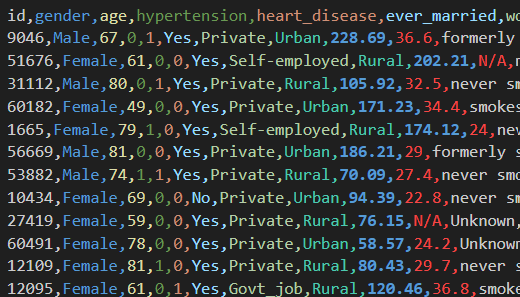 id,gender,age,hypertension,heart_disease,ever_married,wo
9046,Male,67,0,1,Yes,Private,Urban,228.69,36.6,formerly
51676,Female,61,0,0,Yes,Self-employed,Rural,202.21,N/A,n
31112,Male,80,0,1,Yes,Private,Rural,105.92,32.5,never sm
60182,Female,49,0,0,Yes,Private,Urban,171.23,34.4,smokes
1665,Female,79,1,0,Yes,Self-employed,Rural,174.12,24,nev
56669,Male,81,0,0,Yes,Private,Urban,186.21,29,formerly s
53882,Male,74,1,1,Yes,Private,Rural,70.09,27.4,never smo
10434,Female,69,0,0,No,Private,Urban,94.39,22.8,never s
27419,Female,59,0,0,Yes,Private,Rural,76.15,N/A,Unknown,
60491,Female,78,0,0,Yes,Private,Urban,58.57,24.2,Unknown
12109,Female,81,1,0,Yes,Private,Rural,80.43,29.7,never s
12095,Female,61,0,1,Yes,Govt_job,Rural,120.46,36.8,smokes